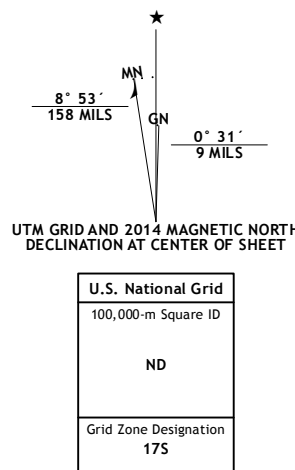 ★
MN
8° 53´
158 MILS
GN
0° 31´
9 MILS
UTM GRID AND 2014 MAGNETIC NORTH
DECLINATION AT CENTER OF SHEET
U.S. National Grid
100,000-m Square ID
ND
Grid Zone Designation
17S